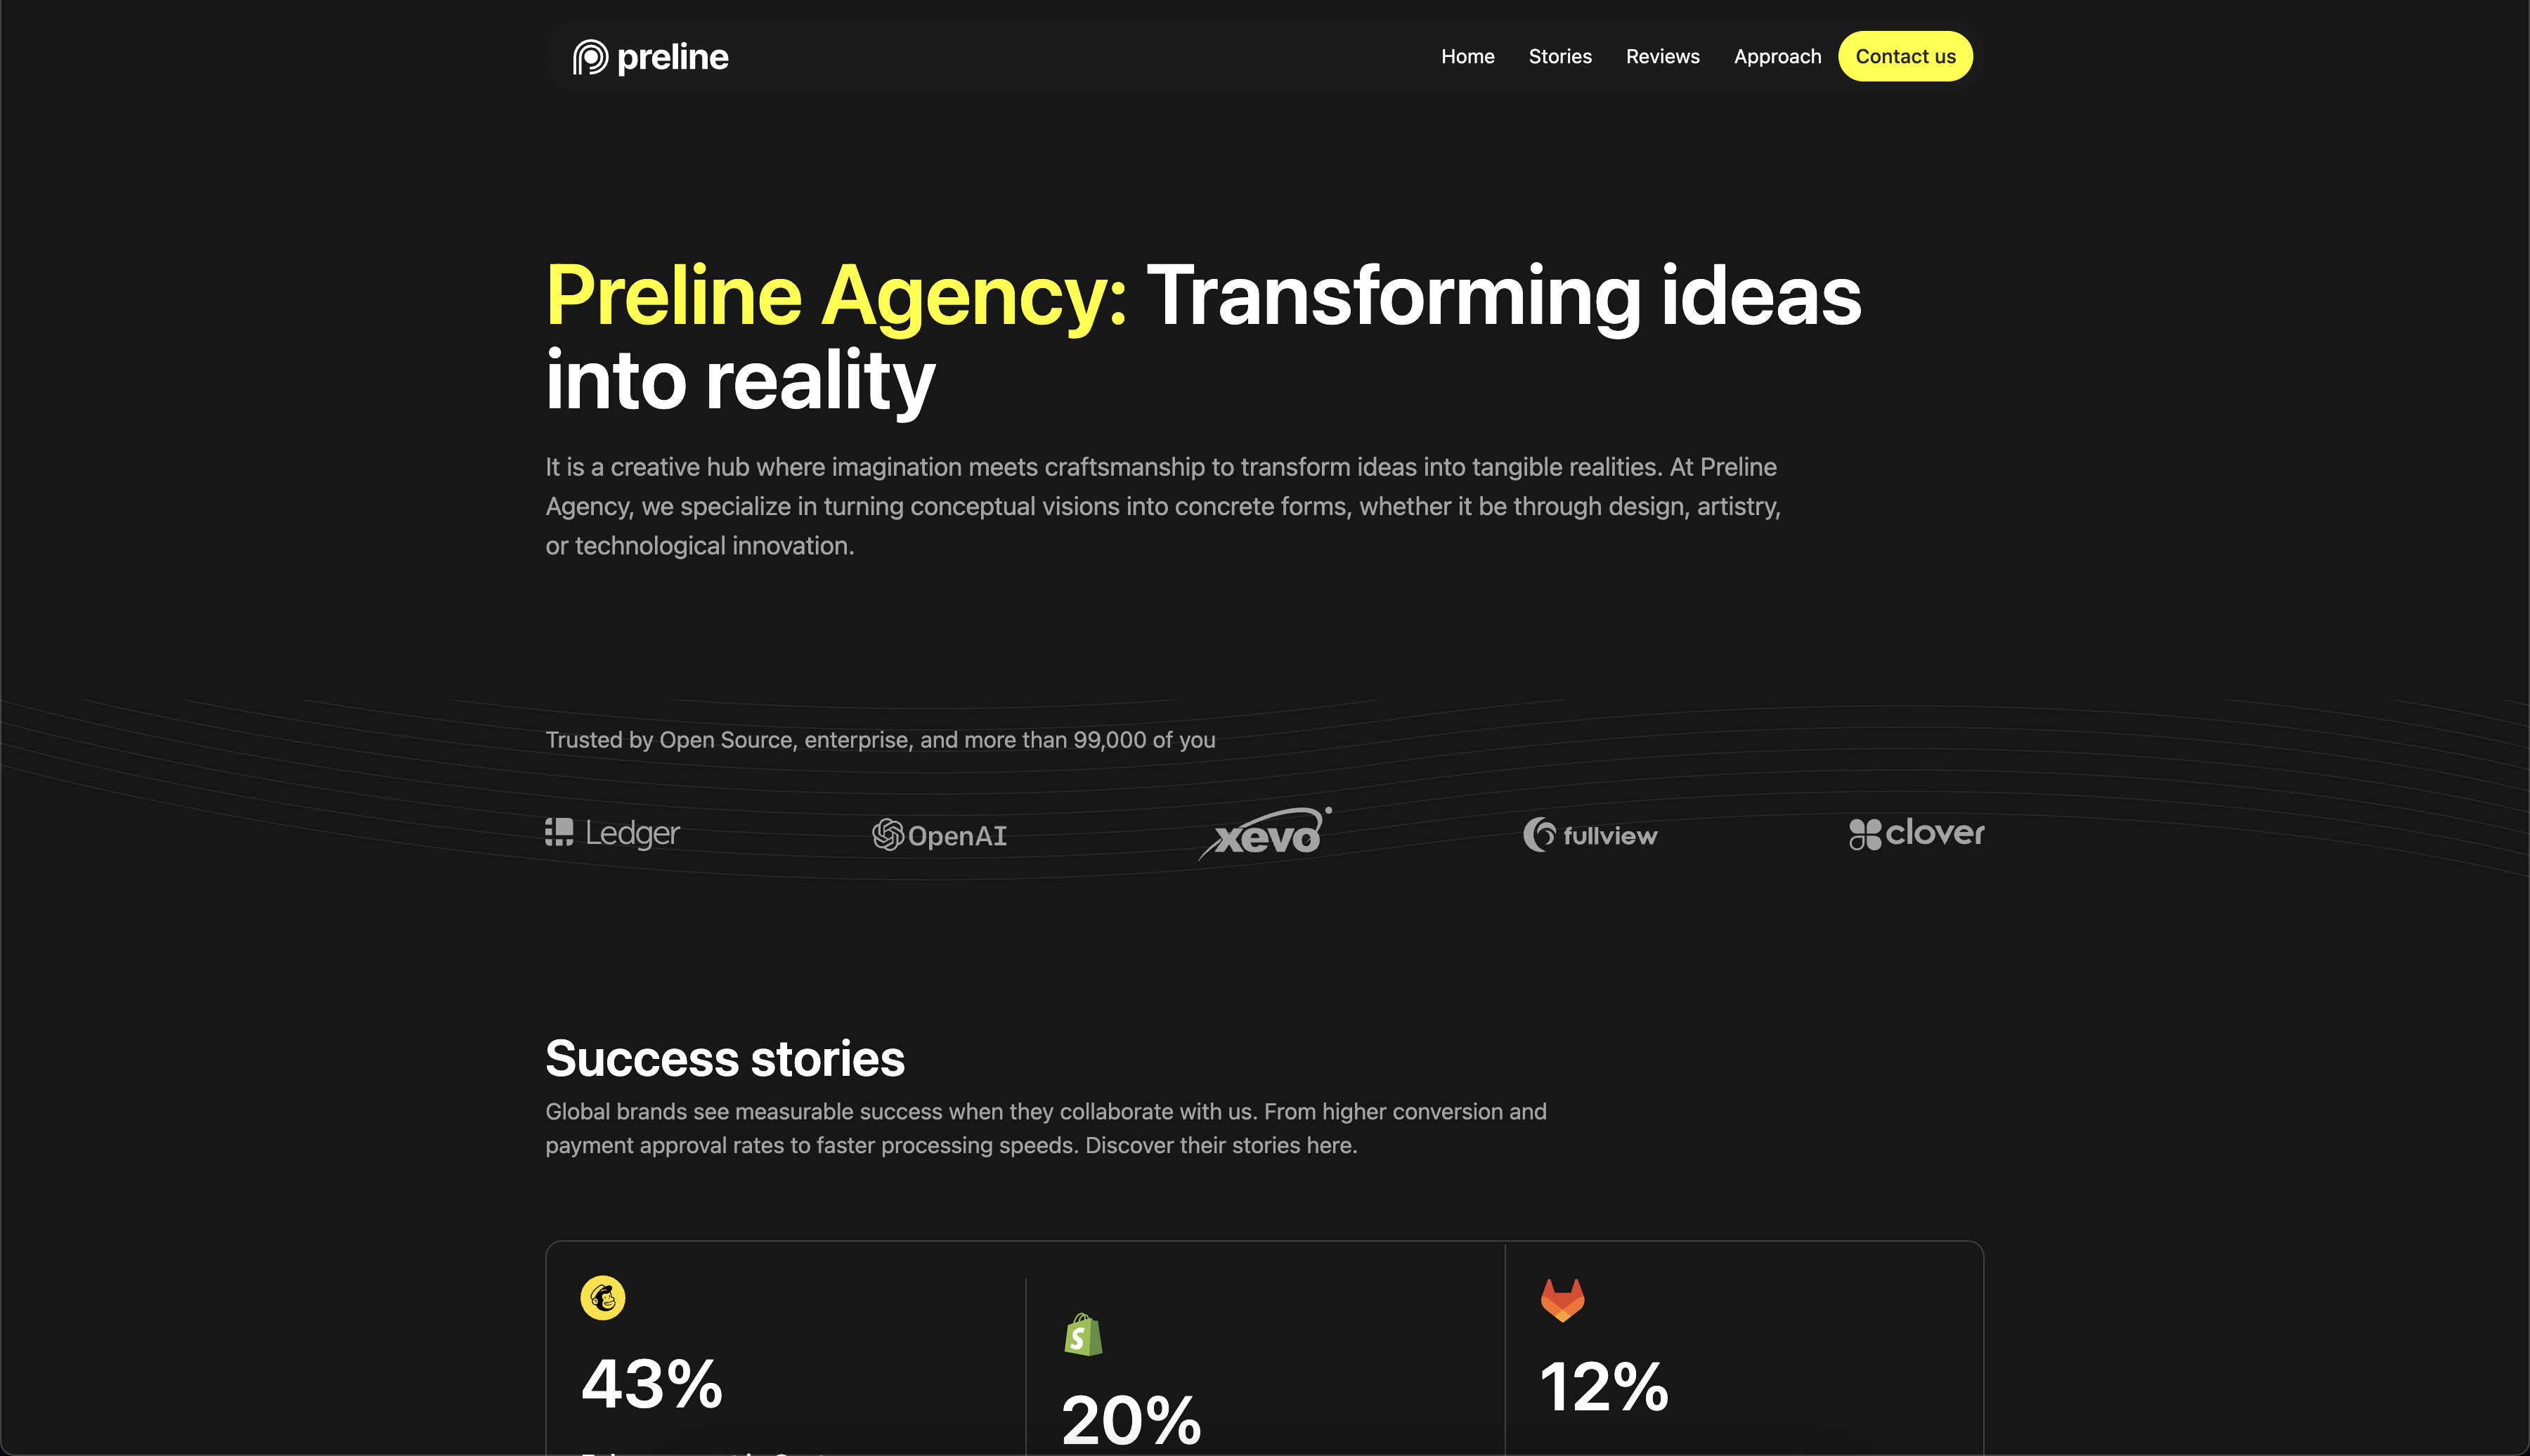 preline
Home
Stories
Reviews
Approach
Contact us
Preline Agency: Transforming ideas
into reality
It is a creative hub where imagination meets craftsmanship to transform ideas into tangible realities. At Preline
Agency, we specialize in turning conceptual visions into concrete forms, whether it be through design, artistry,
or technological innovation.
Trusted by Open Source, enterprise, and more than 99,000 of you
Ledger
OpenAI
xevo
fullview
clover
Success stories
Global brands see measurable success when they collaborate with us. From higher conversion and
payment approval rates to faster processing speeds. Discover their stories here.
43%
20%
12%